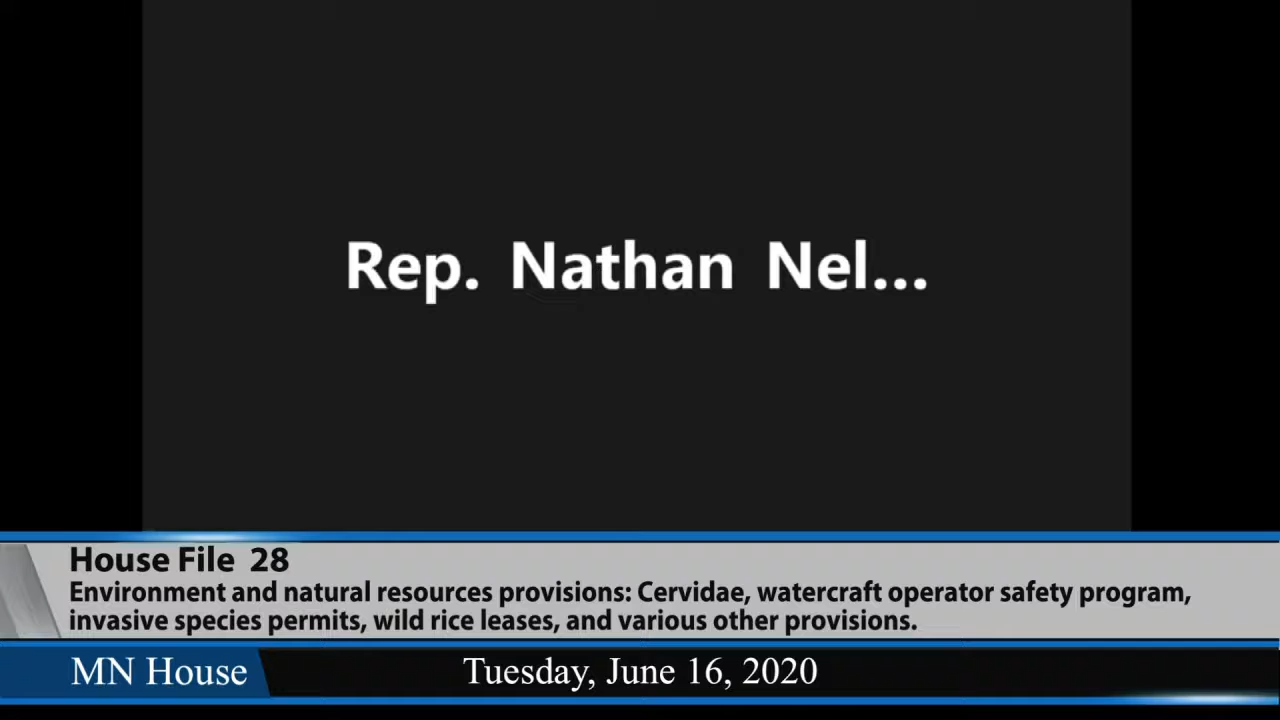 Rep. Nathan Nel...
House File 28
Environment and natural resources provisions: Cervidae, watercraft operator safety program,
invasive species permits, wild rice leases, and various other provisions.
MN House
Tuesday, June 16, 2020